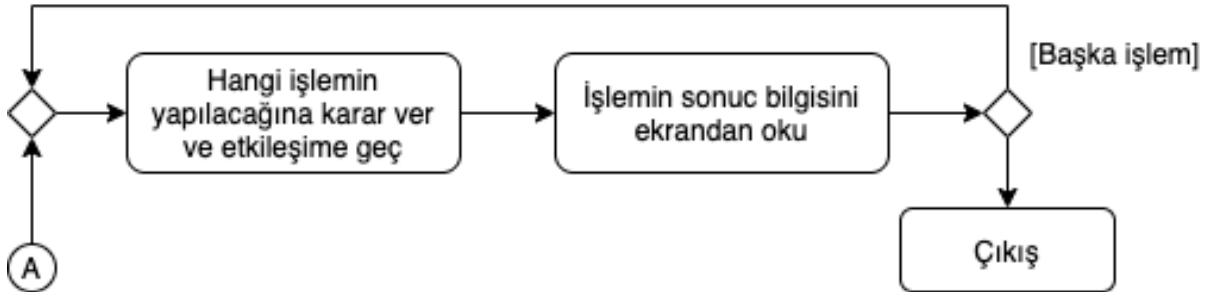 [Başka işlem]
Hangi işlemin
yapılacağına karar ver
ve etkileşime geç
İşlemin sonuc bilgisini
ekrandan oku
Çıkış
A